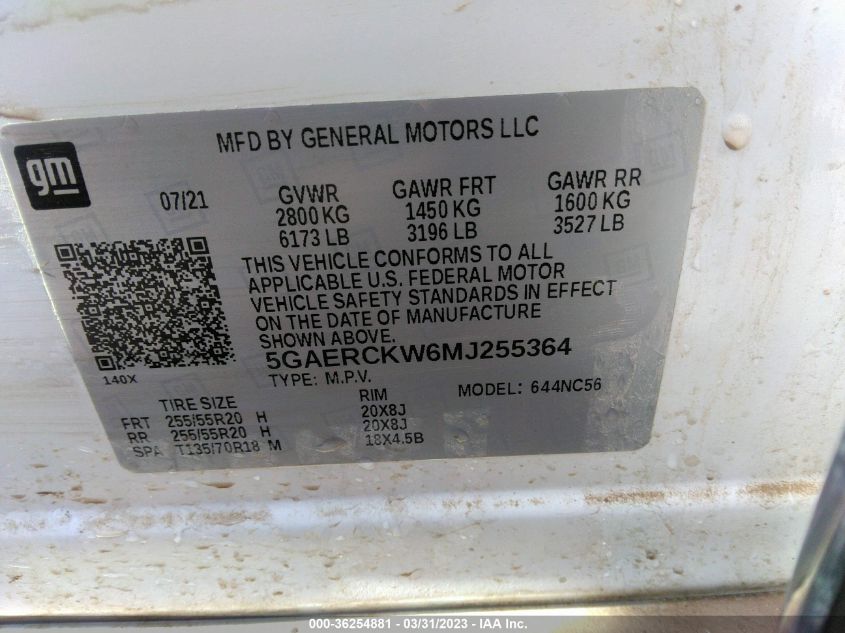 MFD BY GENERAL MOTORS LLC
gm
07/21 GVWR GAWR FRT GAWR RR
2800 KG 1450 KG 1600 KG
6173 LB 3196 LB 3527 LB
THIS VEHICLE CONFORMS TO ALL
APPLICABLE U.S. FEDERAL MOTOR
VEHICLE SAFETY STANDARDS IN EFFECT
ON THE DATE OF MANUFACTURE
SHOWN ABOVE.
5GAERCKW6MJ255364
140X
TYPE: M.P.V. MODEL: 644NC56
TIRE SIZE RIM
FRT 255/55R20 H 20X8J
RR 255/55R20 H 20X8J
SPA T135/70R18 M 18X4.5B
000-36254881 - 03/31/2023 - IAA Inc.